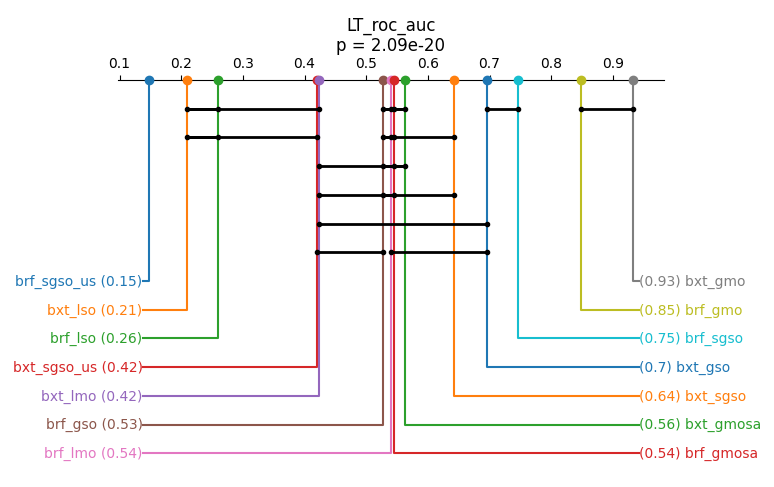 LT_roc_auc
p = 2.09e-20
0.1 0.2 0.3 0.4 0.5 0.6 0.7 0.8 0.9
brf_sgso_us (0.15) (0.93) bxt_gmo
bxt_lso (0.21) (0.85) brf_gmo
brf_lso (0.26) (0.75) brf_sgso
bxt_sgso_us (0.42) (0.7) bxt_gso
bxt_lmo (0.42) (0.64) bxt_sgso
brf_gso (0.53) (0.56) bxt_gmosa
brf_lmo (0.54) (0.54) brf_gmosa